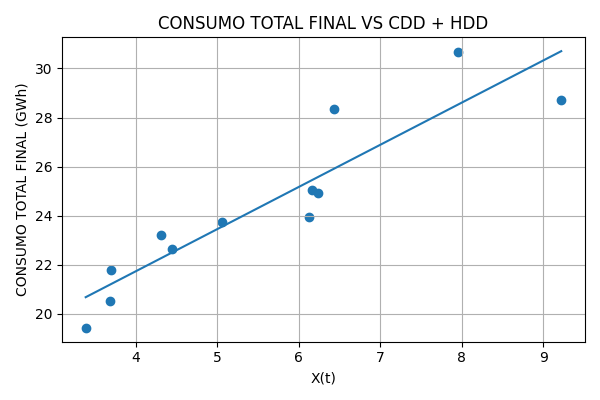 CONSUMO TOTAL FINAL VS CDD + HDD
CONSUMO TOTAL FINAL (GWh)
30
28
26
24
22
20
4 5 6 7 8 9
X(t)